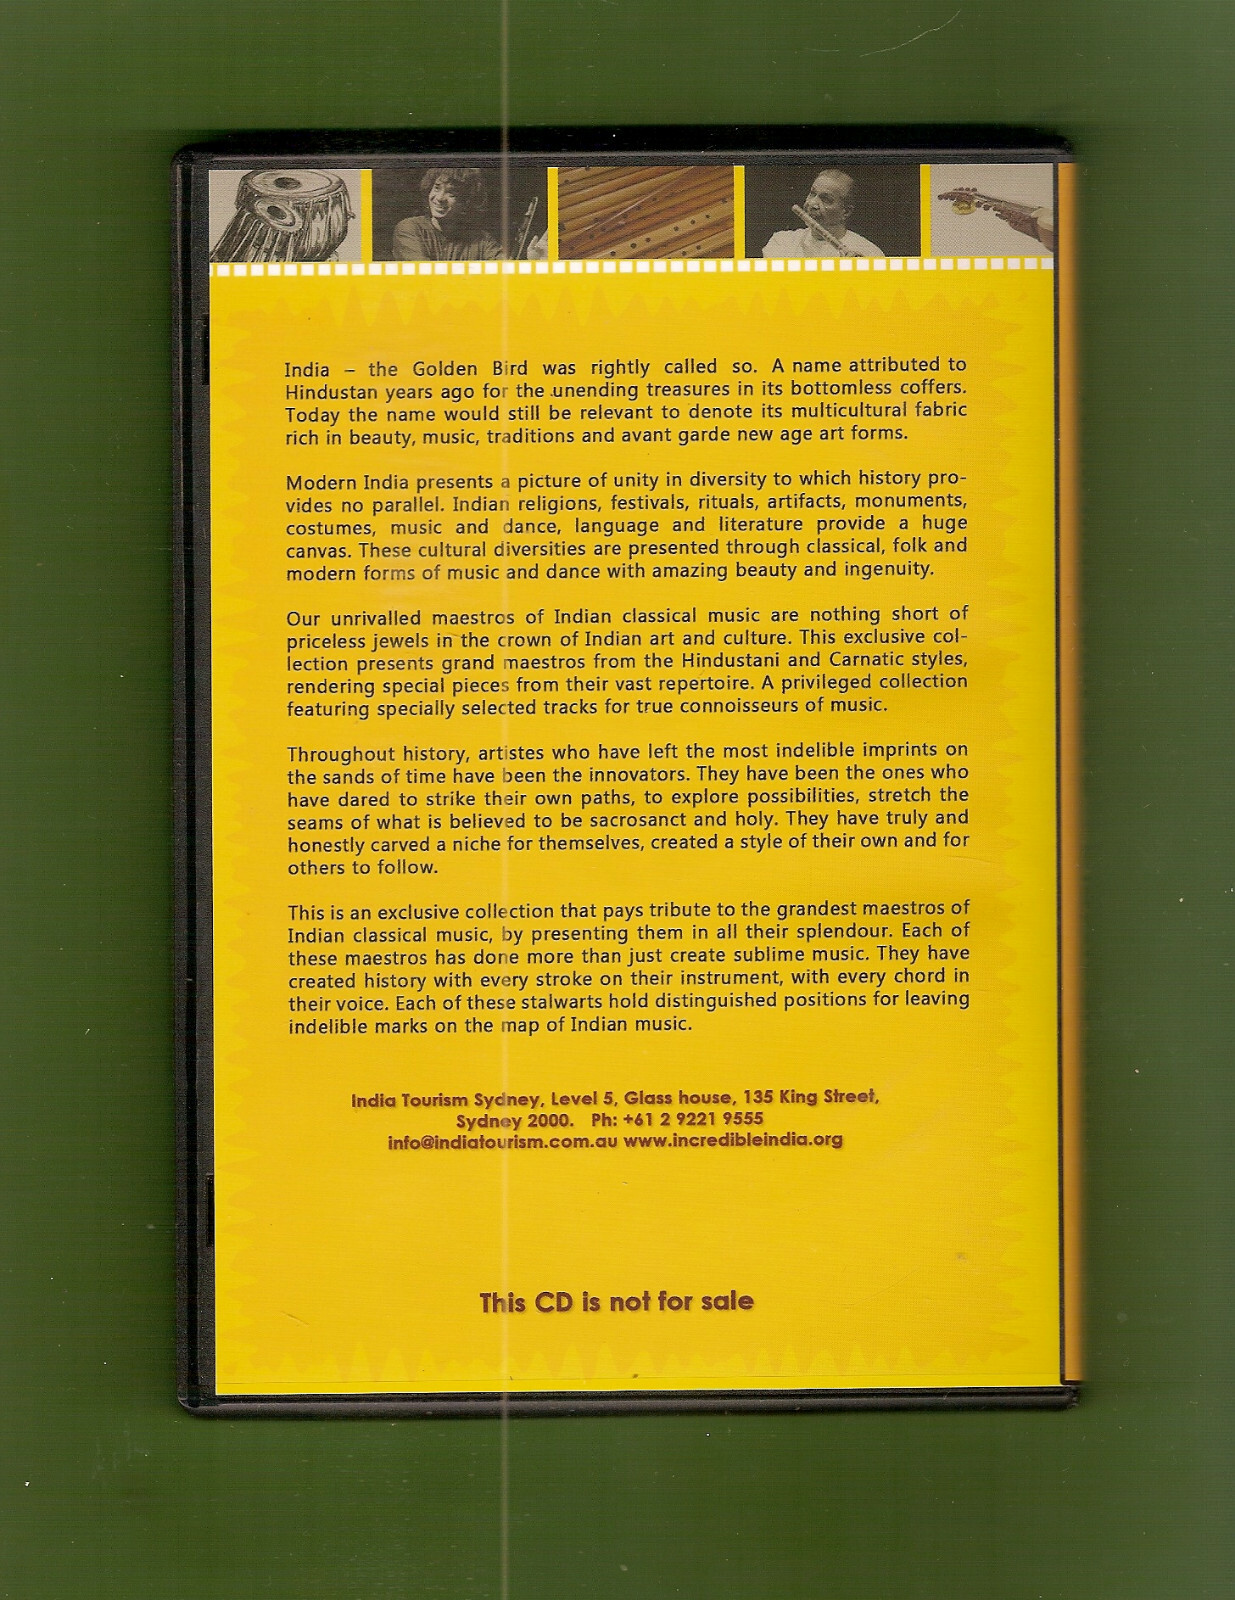 India – the Golden Bird was rightly called so. A name attributed to
Hindustan years ago for the unending treasures in its bottomless coffers.
Today the name would still be relevant to denote its multicultural fabric
rich in beauty, music, traditions and avant garde new age art forms.
Modern India presents a picture of unity in diversity to which history pro-
vides no parallel. Indian religions, festivals, rituals, artifacts, monuments,
costumes, music and dance, language and literature provide a huge
canvas. These cultural diversities are presented through classical, folk and
modern forms of music and dance with amazing beauty and ingenuity.
Our unrivalled maestros of Indian classical music are nothing short of
priceless jewels in the crown of Indian art and culture. This exclusive col-
lection presents grand maestros from the Hindustani and Carnatic styles,
rendering special pieces from their vast repertoire. A privileged collection
featuring specially selected tracks for true connoisseurs of music.
Throughout history, artistes who have left the most indelible imprints on
the sands of time have been the innovators. They have been the ones who
have dared to strike their own paths, to explore possibilities, stretch the
seams of what is believed to be sacrosanct and holy. They have truly and
honestly carved a niche for themselves, created a style of their own and for
others to follow.
This is an exclusive collection that pays tribute to the grandest maestros of
Indian classical music, by presenting them in all their splendour. Each of
these maestros has done more than just create sublime music. They have
created history with every stroke on their instrument, with every chord in
their voice. Each of these stalwarts hold distinguished positions for leaving
indelible marks on the map of Indian music.
India Tourism Sydney, Level 5, Glass house, 135 King Street,
Sydney 2000. Ph: +61 2 9221 9555
info@indiatourism.com.au www.incredibleindia.org
This CD is not for sale